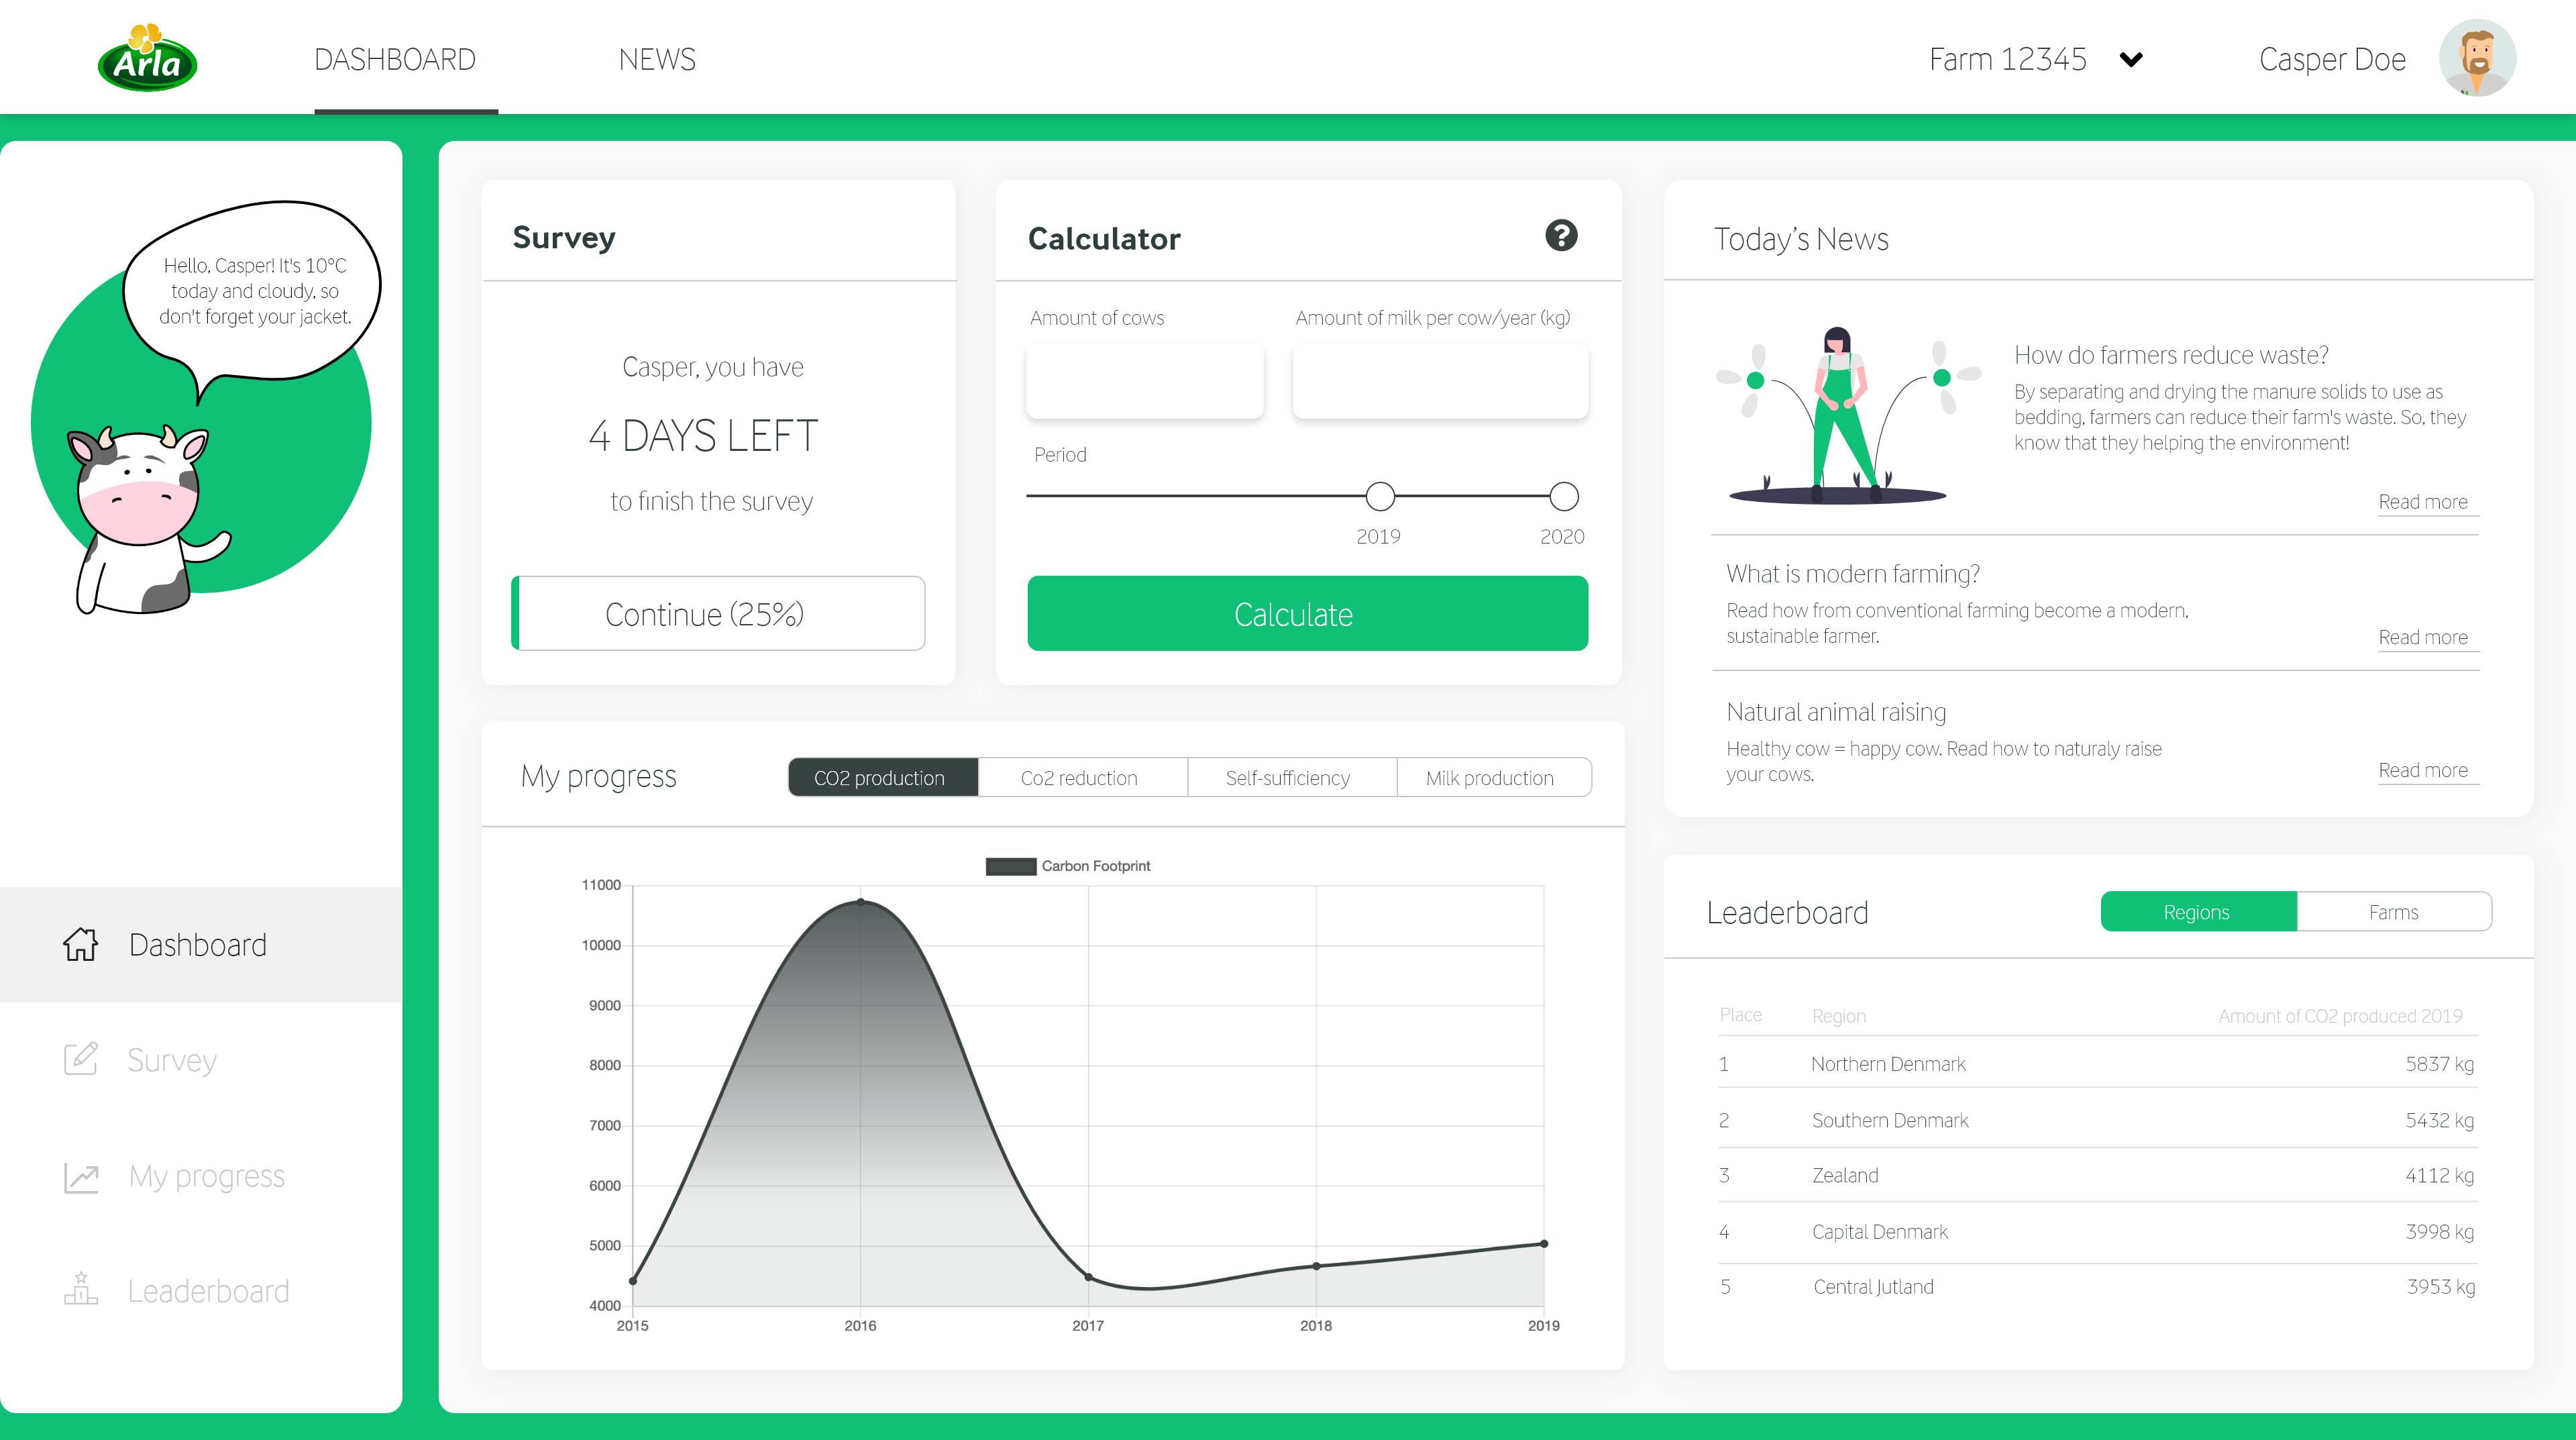 Arla
DASHBOARD
NEWS
Farm 12345
Casper Doe
Hello, Casper! It's 10°C
today and cloudy, so
don't forget your jacket.
Dashboard
Survey
My progress
Leaderboard
Survey
Casper, you have
4 DAYS LEFT
to finish the survey
Continue (25%)
Calculator
?
Amount of cows
Amount of milk per cow/year (kg)
Period
2019
2020
Calculate
My progress
CO2 production
Co2 reduction
Self-sufficiency
Milk production
Carbon Footprint
11000
10000
9000
8000
7000
6000
5000
4000
2015
2016
2017
2018
2019
Today's News
How do farmers reduce waste?
By separating and drying the manure solids to use as
bedding, farmers can reduce their farm's waste. So, they
know that they helping the environment!
Read more
What is modern farming?
Read how from conventional farming become a modern,
sustainable farmer.
Read more
Natural animal raising
Healthy cow = happy cow. Read how to naturaly raise
your cows.
Read more
Leaderboard
Regions
Farms
Place Region Amount of CO2 produced 2019
1 Northern Denmark 5837 kg
2 Southern Denmark 5432 kg
3 Zealand 4112 kg
4 Capital Denmark 3998 kg
5 Central Jutland 3953 kg